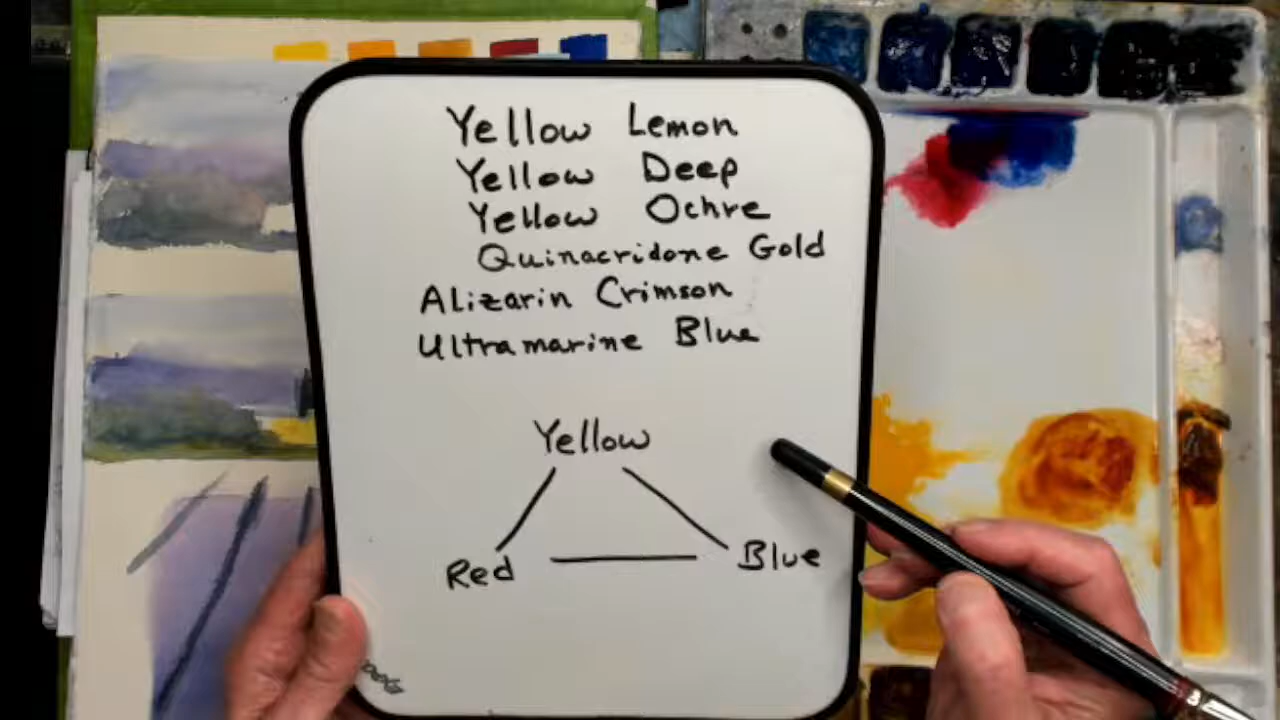 Yellow Lemon
Yellow Deep
Yellow Ochre
Quinacridone Gold
Alizarin Crimson
Ultramarine Blue
Yellow
Red Blue